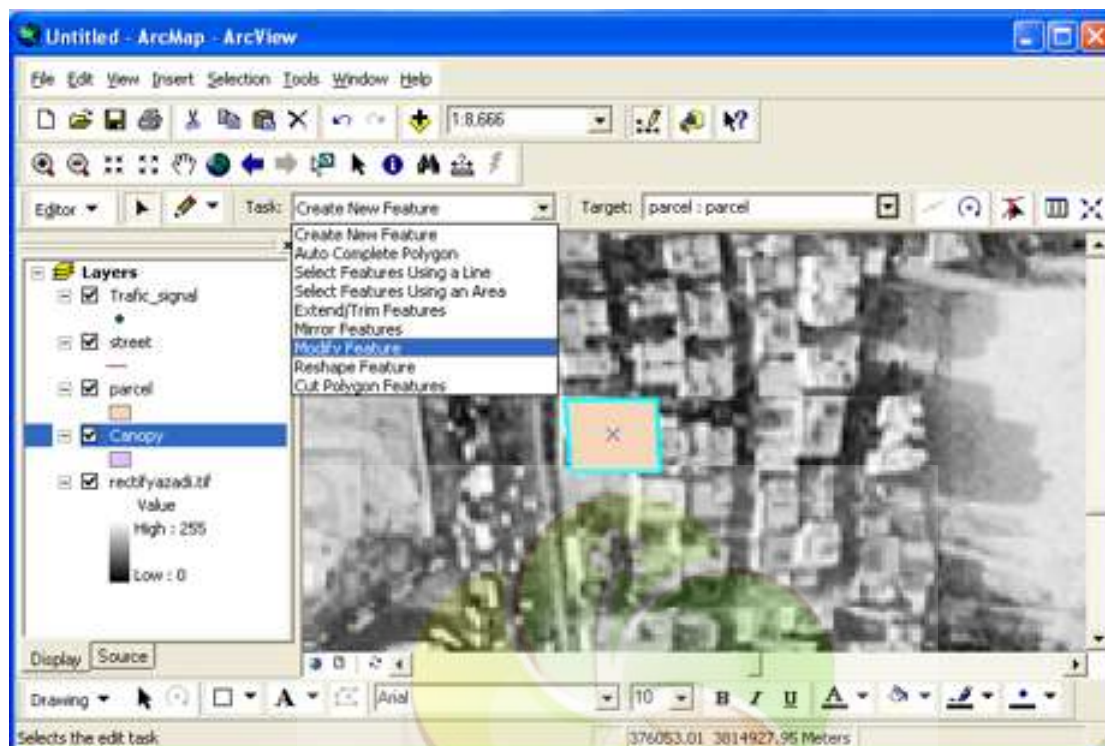 Untitled - ArcMap - ArcView
File Edit View Insert Selection Tools Window Help
1:8,666
Editor Task: Create New Feature Target: parcel : parcel
Create New Feature
Auto Complete Polygon
Select Features Using a Line
Select Features Using an Area
Extend/Trim Features
Mirror Features
Modify Feature
Reshape Feature
Cut Polygon Features
Layers
Trafic_signal
street
parcel
Canopy
rectifyazadi.tif
Value
High : 255
Low : 0
Display Source
Drawing A Arial 10 B I U A
Selects the edit task 376053.01 3814927.95 Meters